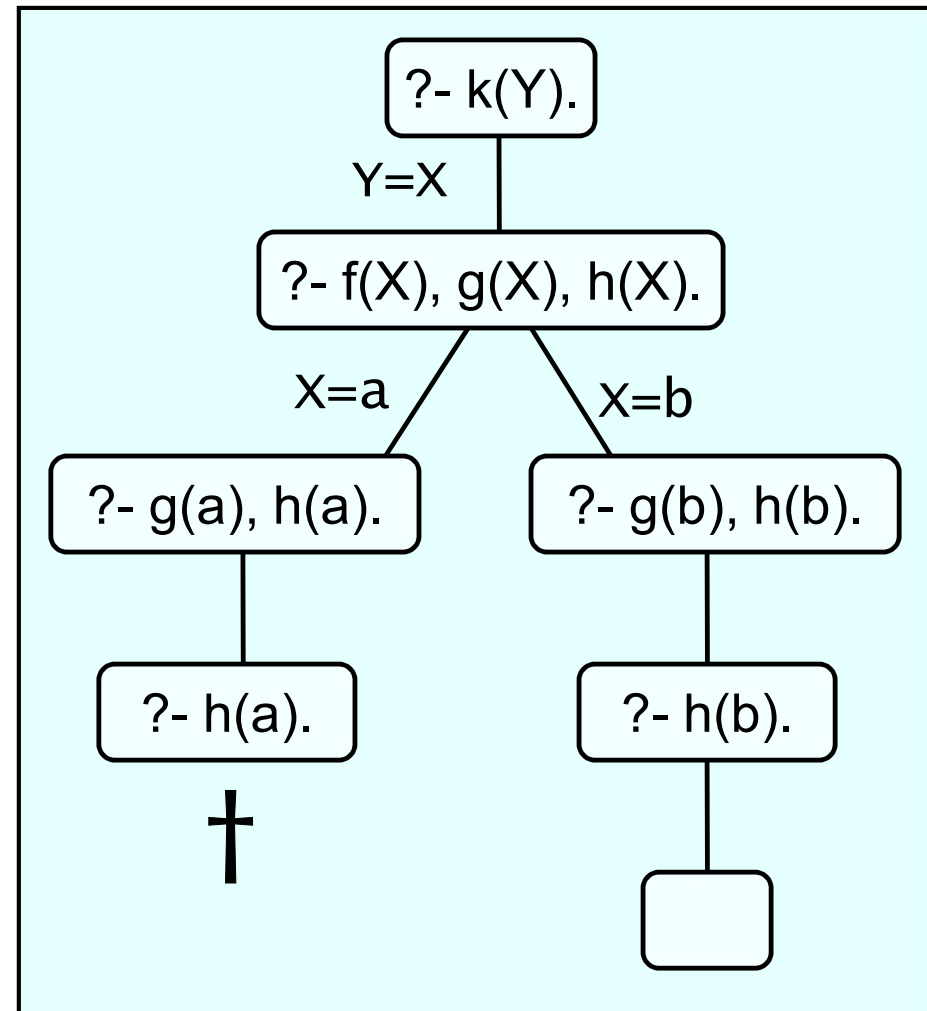 ?- k(Y).
Y=X
?- f(X), g(X), h(X).
X=a
X=b
?- g(a), h(a).
?- g(b), h(b).
?- h(a).
?- h(b).
†